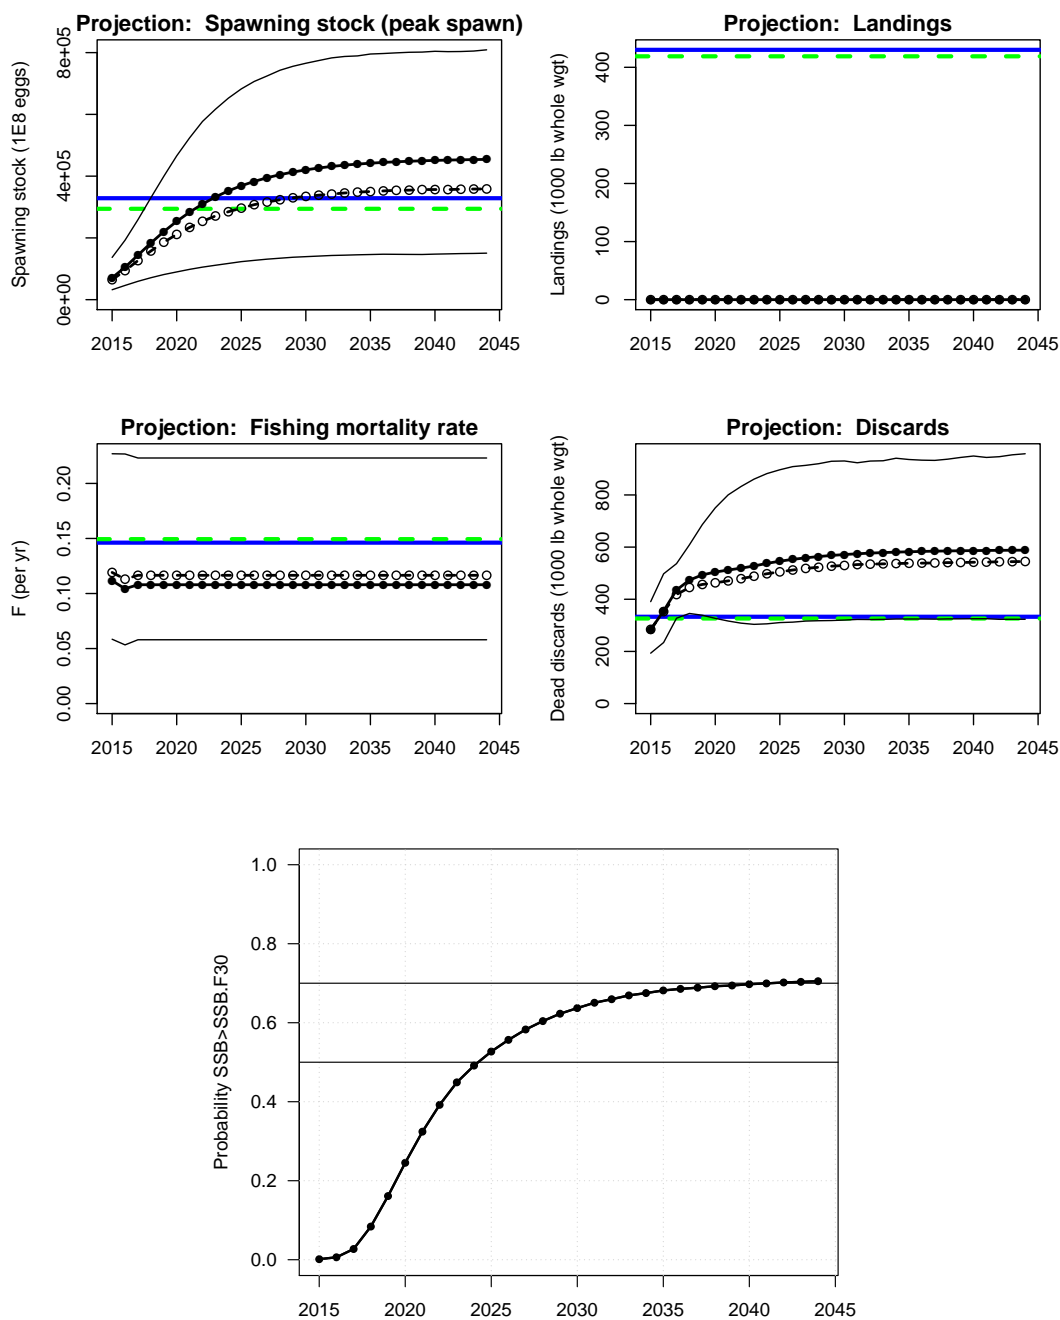 Projection:  Spawning stock (peak spawn)
Spawning stock (1E8 eggs)
0e+00 4e+05 8e+05
2015 2020 2025 2030 2035 2040 2045
Projection:  Landings
Landings (1000 lb whole wgt)
0 100 200 300 400
2015 2020 2025 2030 2035 2040 2045
Projection:  Fishing mortality rate
F (per yr)
0.00 0.05 0.10 0.15 0.20
2015 2020 2025 2030 2035 2040 2045
Projection:  Discards
Dead discards (1000 lb whole wgt)
0 200 400 600 800
2015 2020 2025 2030 2035 2040 2045
Probability SSB>SSB.F30
0.0 0.2 0.4 0.6 0.8 1.0
2015 2020 2025 2030 2035 2040 2045